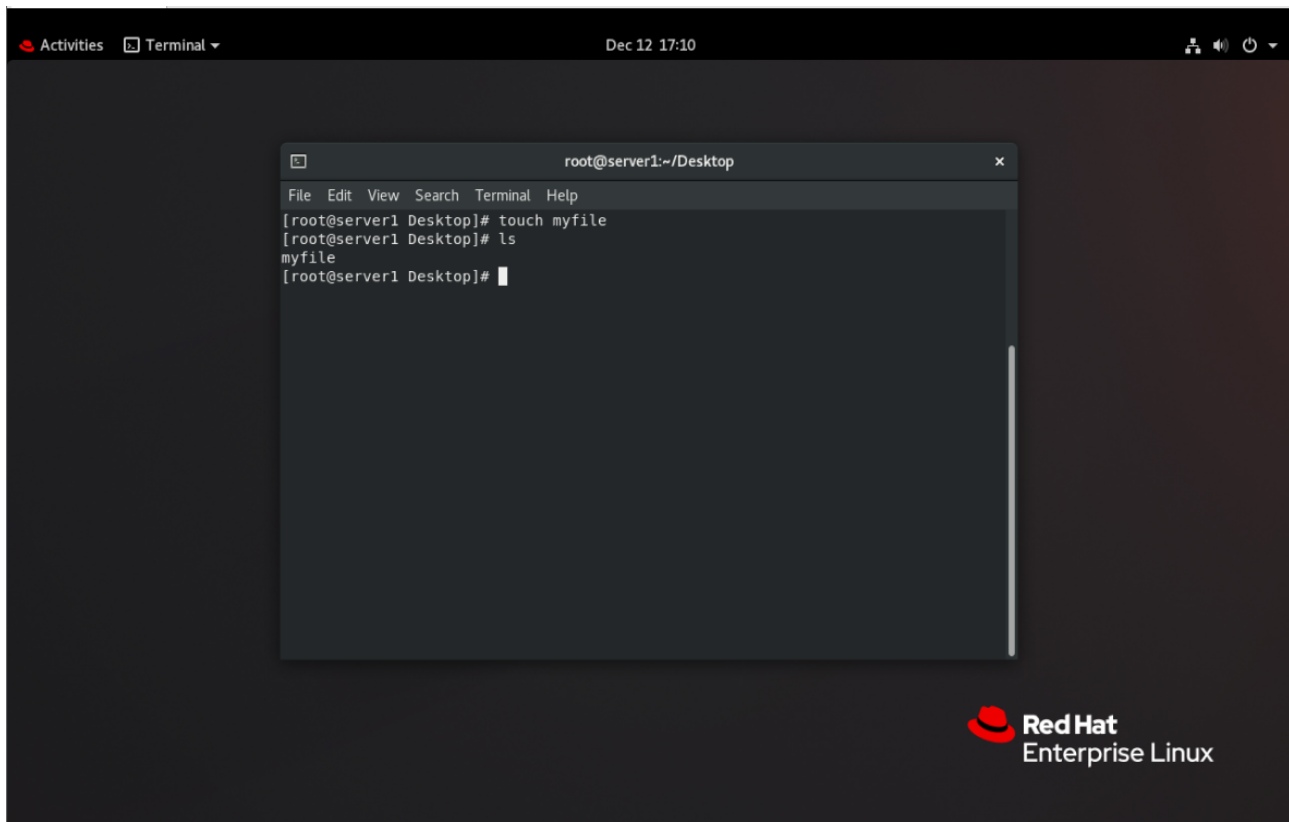 Activities Terminal Dec 12 17:10
root@server1:~/Desktop ×
File Edit View Search Terminal Help
[root@server1 Desktop]# touch myfile
[root@server1 Desktop]# ls
myfile
[root@server1 Desktop]#
Red Hat
Enterprise Linux